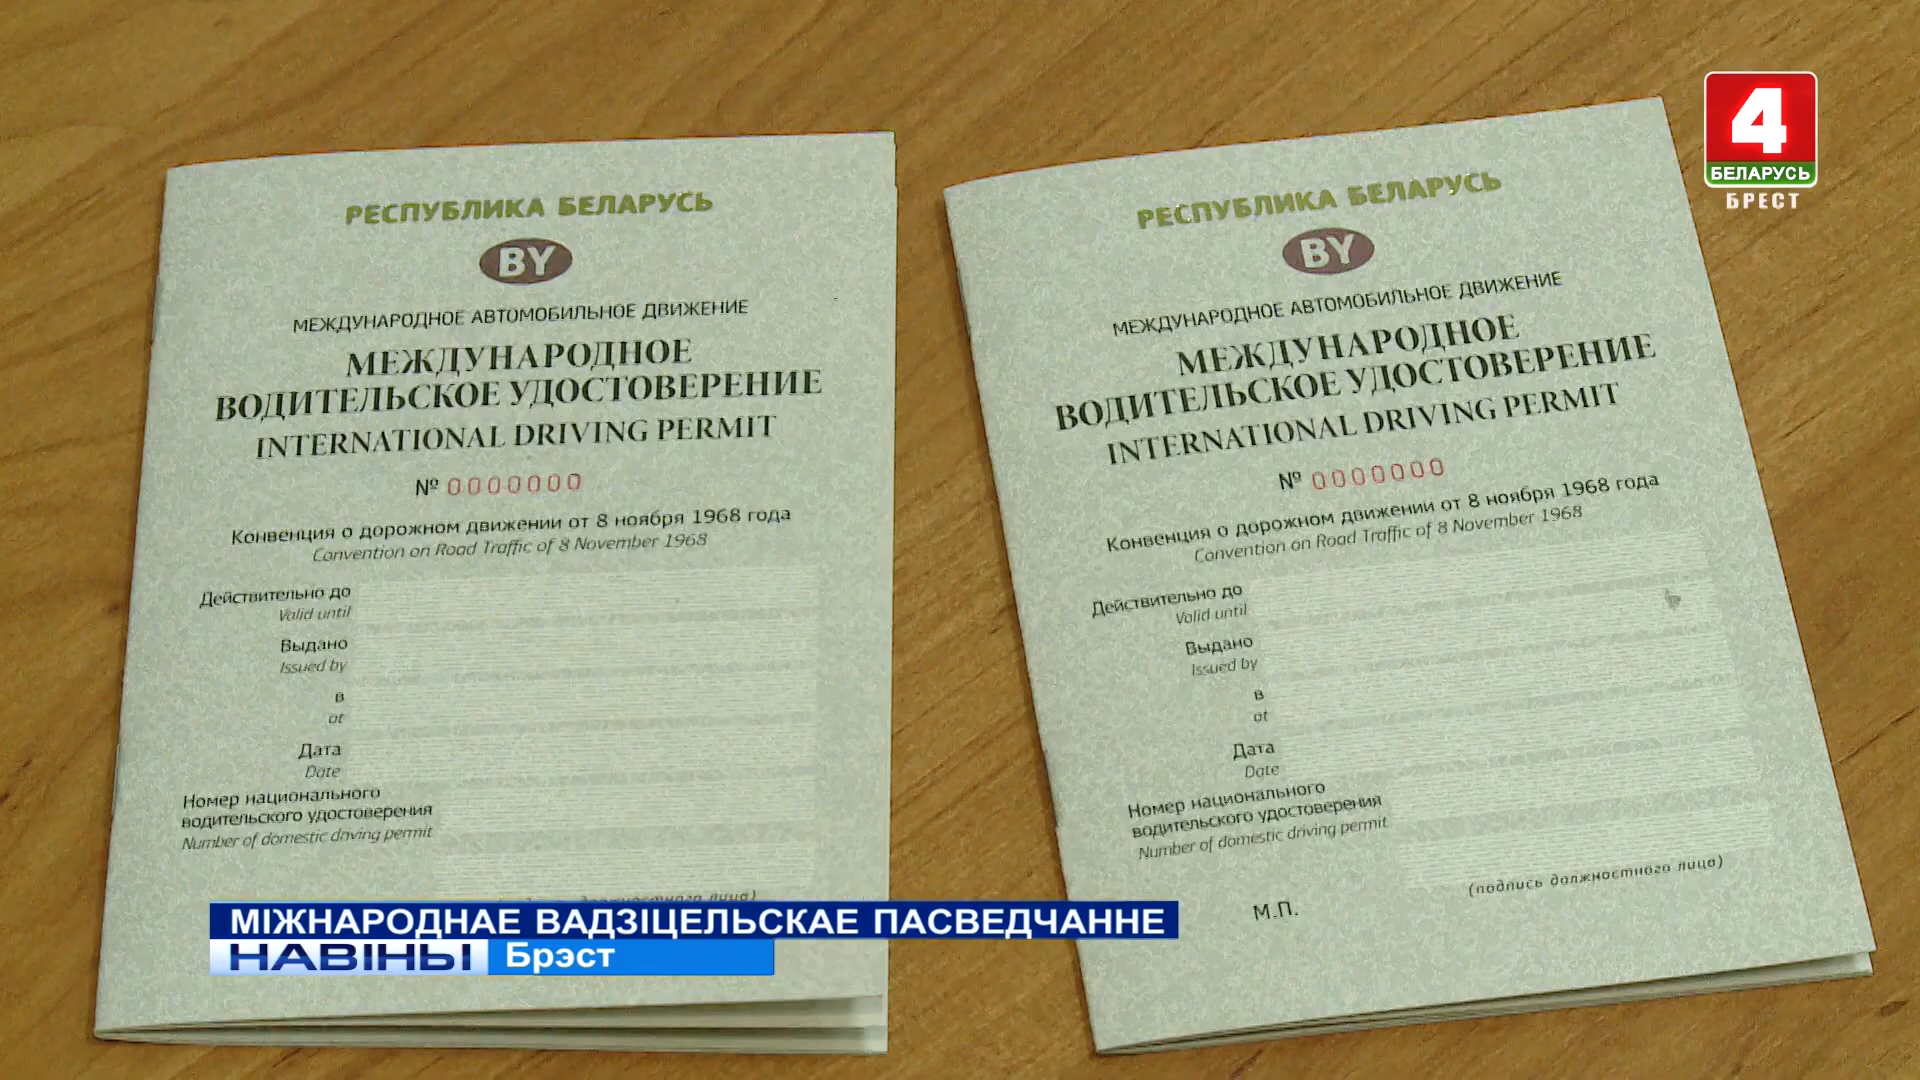 РЕСПУБЛИКА БЕЛАРУСЬ
BY
МЕЖДУНАРОДНОЕ АВТОМОБИЛЬНОЕ ДВИЖЕНИЕ
МЕЖДУНАРОДНОЕ
ВОДИТЕЛЬСКОЕ УДОСТОВЕРЕНИЕ
INTERNATIONAL DRIVING PERMIT
№ 0000000
Конвенция о дорожном движении от 8 ноября 1968 года
Convention on Road Traffic of 8 November 1968
Действительно до
Valid until
Выдано
Issued by
в
at
Дата
Date
Номер национального
водительского удостоверения
Number of domestic driving permit
должностного лица)
РЕСПУБЛИКА БЕЛАРУСЬ
BY
МЕЖДУНАРОДНОЕ АВТОМОБИЛЬНОЕ ДВИЖЕНИЕ
МЕЖДУНАРОДНОЕ
ВОДИТЕЛЬСКОЕ УДОСТОВЕРЕНИЕ
INTERNATIONAL DRIVING PERMIT
№ 0000000
Конвенция о дорожном движении от 8 ноября 1968 года
Convention on Road Traffic of 8 November 1968
Действительно до
Valid until
Выдано
Issued by
в
at
Дата
Date
Номер национального
водительского удостоверения
Number of domestic driving permit
(подпись должностного лица)
М.П.
4
БЕЛАРУСЬ
БРЕСТ
МІЖНАРОДНАЕ ВАДЗІЦЕЛЬСКАЕ ПАСВЕДЧАННЕ
НАВІНЫ Брэст